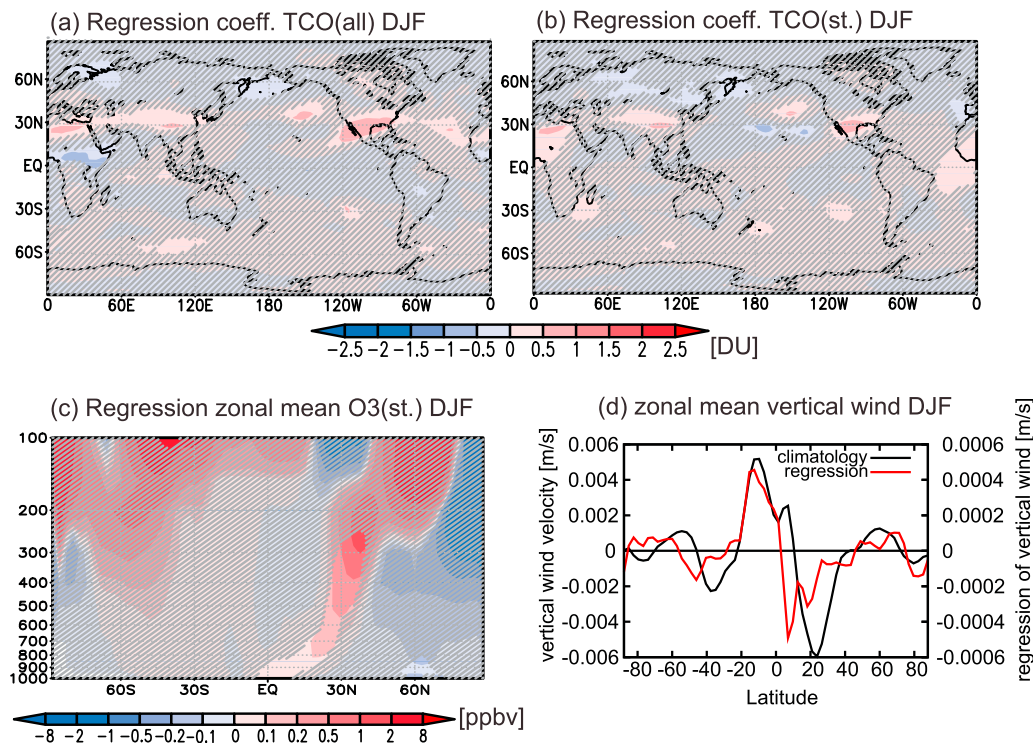 (a) Regression coeff. TCO(all) DJF
(b) Regression coeff. TCO(st.) DJF
60N
30N
EQ
30S
60S
0 60E 120E 180 120W 60W 0
60N
30N
EQ
30S
60S
0 60E 120E 180 120W 60W 0
-2.5 -2 -1.5 -1 -0.5 0 0.5 1 1.5 2 2.5 [DU]
(c) Regression zonal mean O3(st.) DJF
100
200
300
400
500
600
700
800
900
1000
60S 30S EQ 30N 60N
-8 -2 -1 -0.5 -0.2 -0.1 0 0.1 0.2 0.5 1 2 8 [ppbv]
(d) zonal mean vertical wind DJF
vertical wind velocity [m/s]
0.006
0.004
0.002
0
-0.002
-0.004
-0.006
climatology
regression
0.0006
0.0004
0.0002
0
-0.0002
-0.0004
-0.0006
regression of vertical wind [m/s]
-80 -60 -40 -20 0 20 40 60 80
Latitude